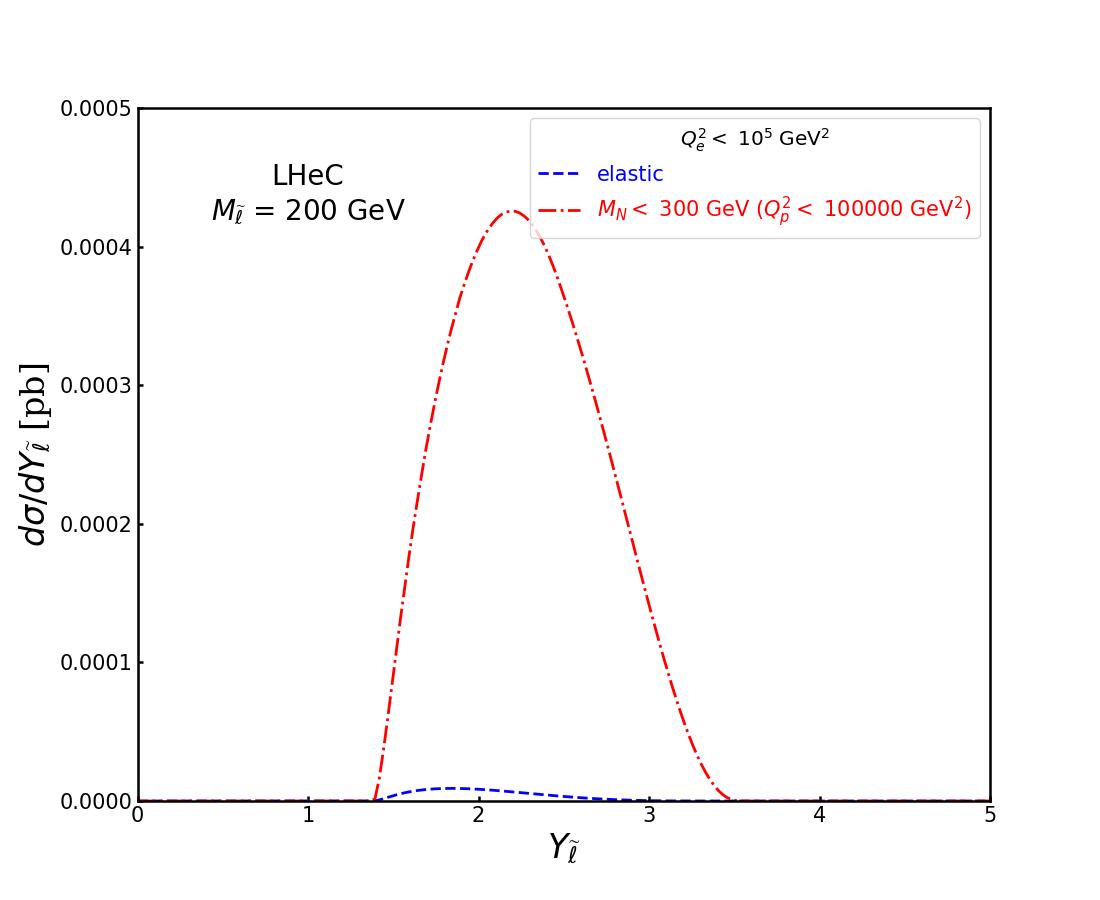 0.0005
0.0004
0.0003
0.0002
0.0001
0.0000
0 1 2 3 4 5
dσ/dY_ℓ̃ [pb]
Y_ℓ̃
LHeC
M_ℓ̃ = 200 GeV
Q_e^2 < 10^5 GeV^2
elastic
M_N < 300 GeV (Q_p^2 < 100000 GeV^2)